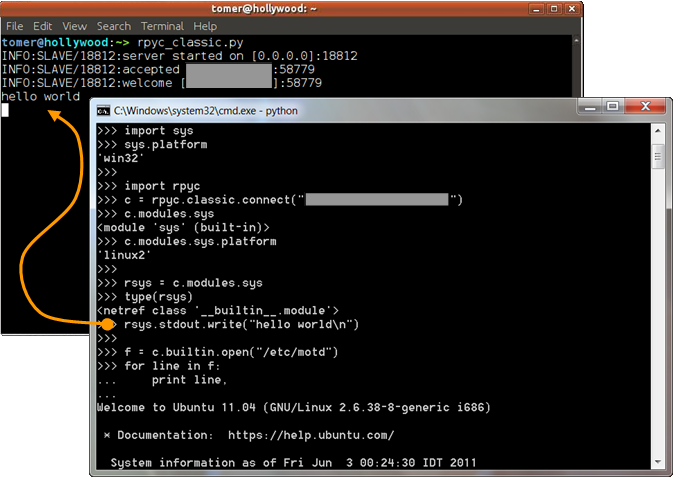 tomer@hollywood: ~
File Edit View Search Terminal Help
tomer@hollywood:~> rpyc_classic.py
INFO:SLAVE/18812:server started on [0.0.0.0]:18812
INFO:SLAVE/18812:accepted :58779
INFO:SLAVE/18812:welcome [ ]:58779
hello world
C:\Windows\system32\cmd.exe - python
>>> import sys
>>> sys.platform
'win32'
>>>
>>> import rpyc
>>> c = rpyc.classic.connect("")
>>> c.modules.sys
<module 'sys' (built-in)>
>>> c.modules.sys.platform
'linux2'
>>>
>>> rsys = c.modules.sys
>>> type(rsys)
<netref class '__builtin__.module'>
>>> rsys.stdout.write("hello world\n")
>>>
>>> f = c.builtin.open("/etc/motd")
>>> for line in f:
...     print line,
...
Welcome to Ubuntu 11.04 (GNU/Linux 2.6.38-8-generic i686)
* Documentation:  https://help.ubuntu.com/
System information as of Fri Jun  3 00:24:30 IDT 2011